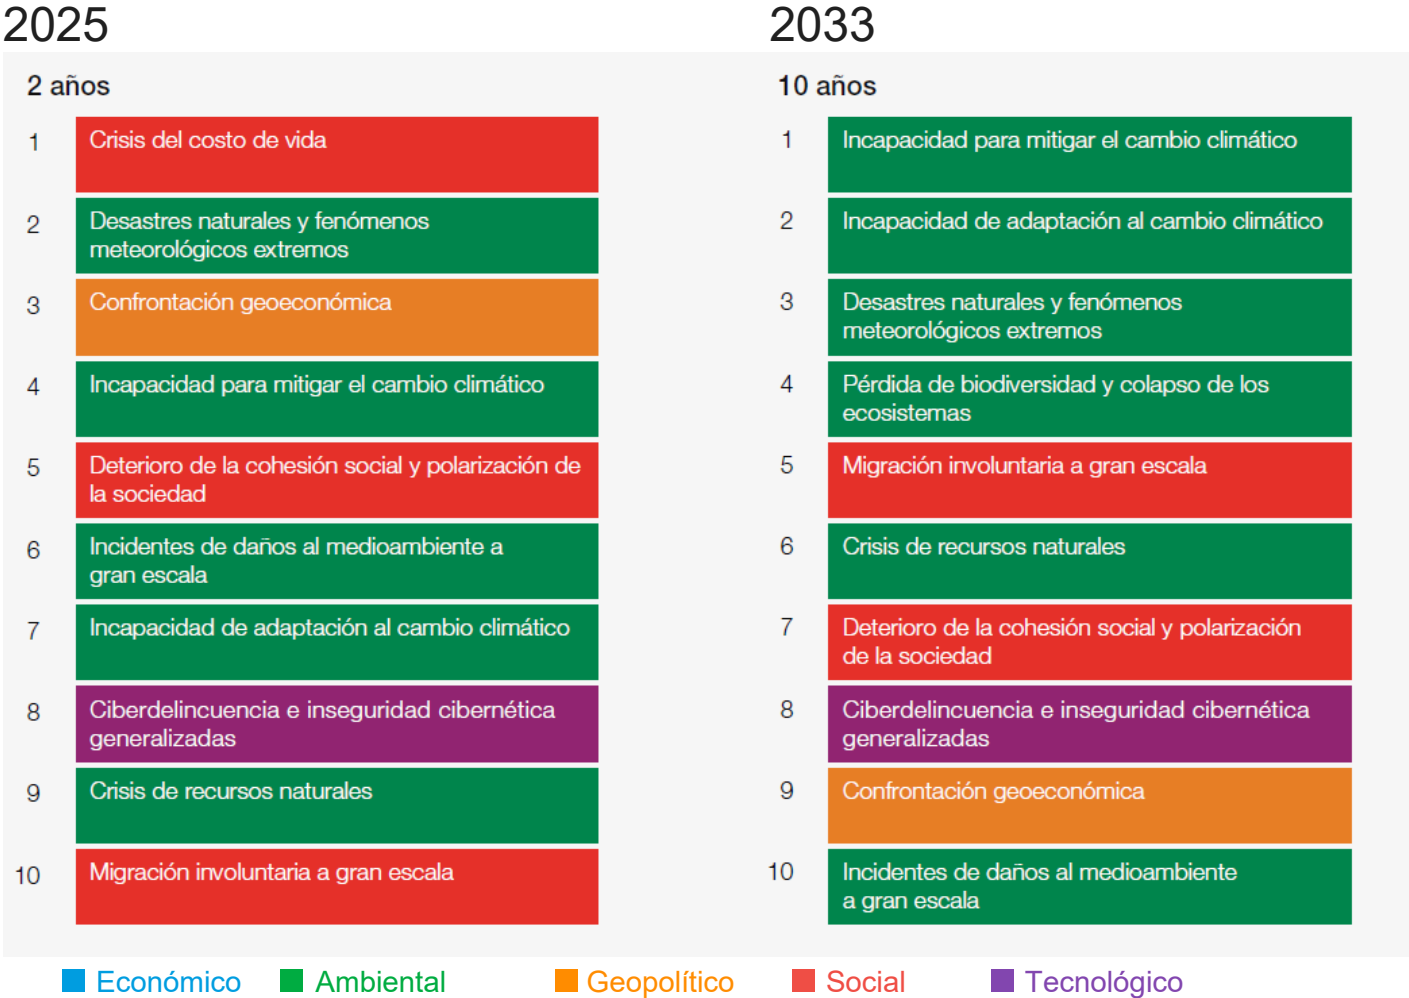 2025
2 años
1 Crisis del costo de vida
2 Desastres naturales y fenómenos
meteorológicos extremos
3 Confrontación geoeconómica
4 Incapacidad para mitigar el cambio climático
5 Deterioro de la cohesión social y polarización de
la sociedad
6 Incidentes de daños al medioambiente a
gran escala
7 Incapacidad de adaptación al cambio climático
8 Ciberdelincuencia e inseguridad cibernética
generalizadas
9 Crisis de recursos naturales
10 Migración involuntaria a gran escala
2033
10 años
1 Incapacidad para mitigar el cambio climático
2 Incapacidad de adaptación al cambio climático
3 Desastres naturales y fenómenos
meteorológicos extremos
4 Pérdida de biodiversidad y colapso de los
ecosistemas
5 Migración involuntaria a gran escala
6 Crisis de recursos naturales
7 Deterioro de la cohesión social y polarización
de la sociedad
8 Ciberdelincuencia e inseguridad cibernética
generalizadas
9 Confrontación geoeconómica
10 Incidentes de daños al medioambiente
a gran escala
Económico Ambiental Geopolítico Social Tecnológico